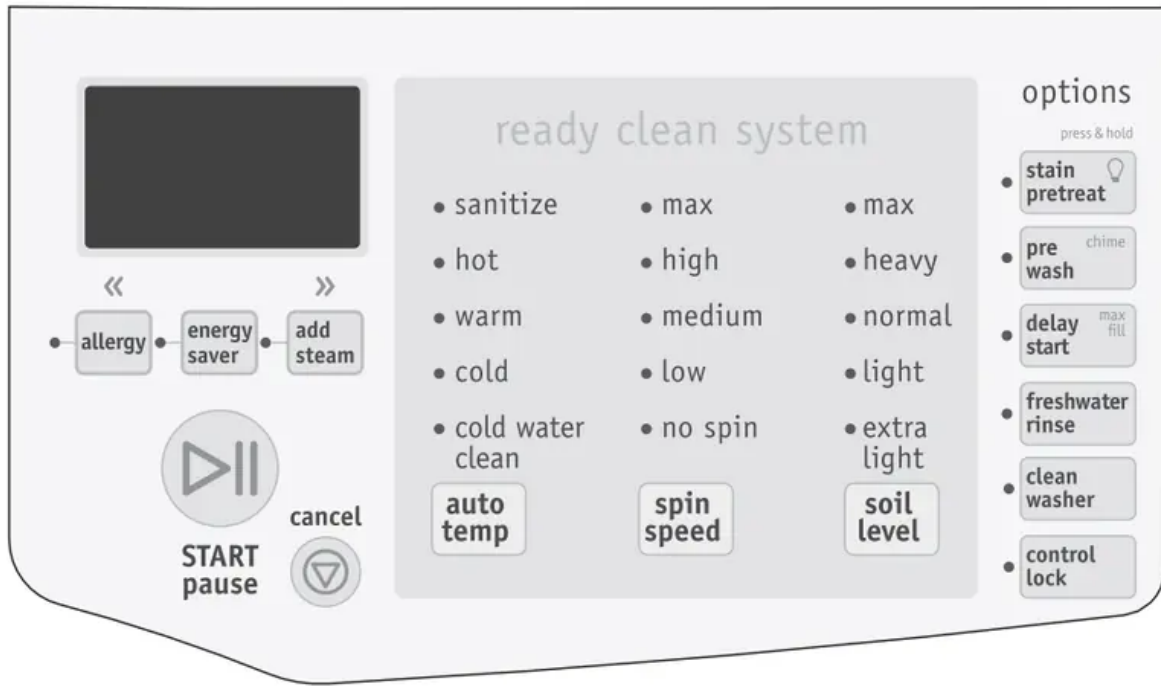 «
»
allergy
energy
saver
add
steam
START
pause
cancel
ready clean system
sanitize
hot
warm
cold
cold water
clean
auto
temp
max
high
medium
low
no spin
spin
speed
max
heavy
normal
light
extra
light
soil
level
options
press & hold
stain
pretreat
pre chime
wash
delay max
start fill
freshwater
rinse
clean
washer
control
lock